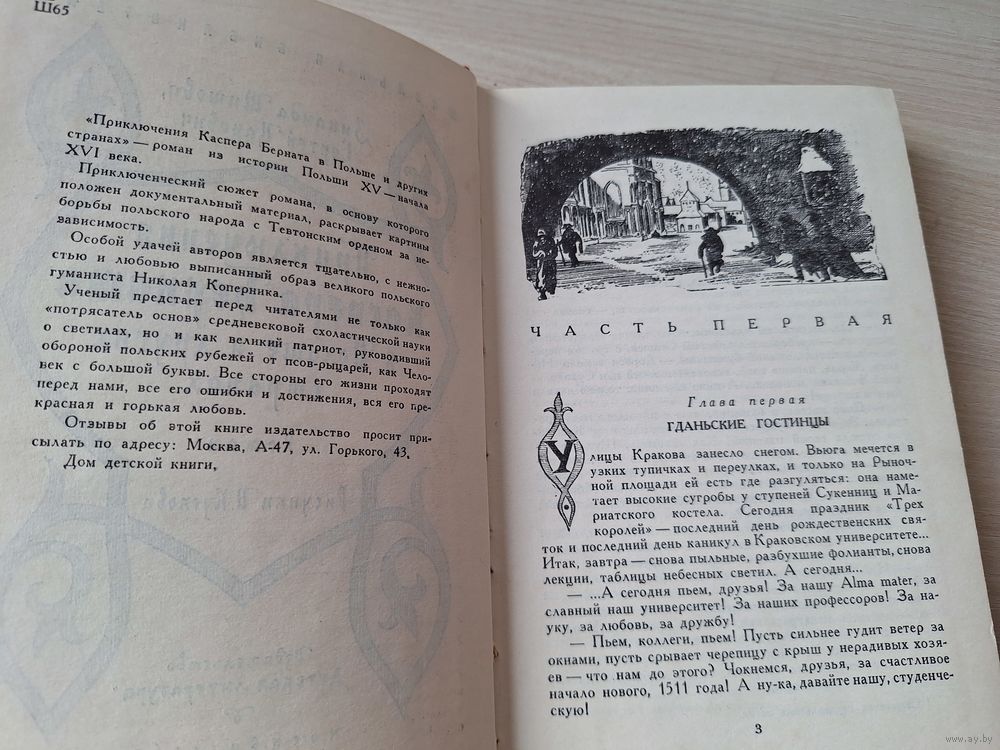 Ш65
«Приключения Каспера Берната в Польше и других
странах» — роман из истории Польши XV — начала
XVI века.
Приключенческий сюжет романа, в основу которого
положен документальный материал, раскрывает картины
борьбы польского народа с Тевтонским орденом за не-
зависимость.
Особой удачей авторов является тщательно, с нежно-
стью и любовью выписанный образ великого польского
гуманиста Николая Коперника.
Ученый предстает перед читателями не только как
«потрясатель основ» средневековой схоластической науки
о светилах, но и как великий патриот, руководивший
обороной польских рубежей от псов-рыцарей, как Чело-
век с большой буквы. Все стороны его жизни проходят
перед нами, все его ошибки и достижения, вся его пре-
красная и горькая любовь.
Отзывы об этой книге издательство просит при-
сылать по адресу: Москва, А-47, ул. Горького, 43,
Дом детской книги,
ЧАСТЬ ПЕРВАЯ
Глава первая
ГДАНЬСКИЕ ГОСТИНЦЫ
Улицы Кракова занесло снегом. Вьюга мечется в
узких тупичках и переулках, и только на Рыноч-
ной площади ей есть где разгуляться: она наме-
тает высокие сугробы у ступеней Сукенниц и Ма-
риатского костела. Сегодня праздник «Трех
королей» — последний день рождественских свя-
ток и последний день каникул в Краковском университете...
Итак, завтра — снова пыльные, разбухшие фолианты, снова
лекции, таблицы небесных светил. А сегодня...
— ...А сегодня пьем, друзья! За нашу Alma mater, за
славный наш университет! За наших профессоров! За на-
уку, за любовь, за дружбу!
— Пьем, коллеги, пьем! Пусть сильнее гудит ветер за
окнами, пусть срывает черепицу с крыш у нерадивых хозя-
ев — что нам до этого? Чокнемся, друзья, за счастливое
начало нового, 1511 года! А ну-ка, давайте нашу, студенче-
скую!
3
www.ay.by